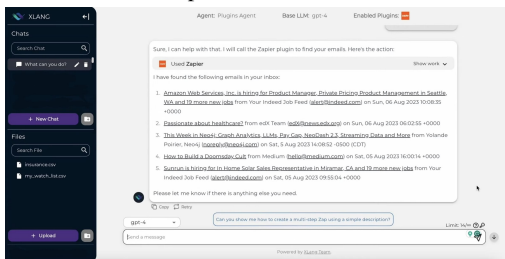 XLANG
Agent: Plugins Agent
Base LLM: gpt-4
Enabled Plugins:
Chats
Search Chat
What can you do?
+ New Chat
Files
Search File
insurance.csv
my_watch_list.csv
+ Upload
Sure, I can help with that. I will call the Zapier plugin to find your emails. Here's the action:
Used Zapier
Show work
I have found the following emails in your inbox:
1. Amazon Web Services, Inc. is hiring for Product Manager, Private Pricing Product Management in Seattle,
WA and 19 more new jobs from Your Indeed Job Feed (alert@indeed.com) on Sun, 06 Aug 2023 10:08:35
+0000
2. Passionate about healthcare? from edX Team (edX@news.edx.org) on Sun, 06 Aug 2023 06:02:55 +0000
3. This Week in Neo4j: Graph Analytics, LLMs, Pay Gap, NeoDash 2.3, Streaming Data and More from Yolande
Poirier, Neo4j (noreply@neo4j.com) on Sat, 5 Aug 2023 14:08:52 -0500 (CDT)
4. How to Build a Doomsday Cult from Medium (hello@medium.com) on Sat, 05 Aug 2023 16:00:14 +0000
5. Sunrun is hiring for In Home Solar Sales Representative in Miramar, CA and 19 more new jobs from Your
Indeed Job Feed (alert@indeed.com) on Sat, 05 Aug 2023 09:55:04 +0000
Please let me know if there is anything else you need.
Copy
Retry
gpt-4
Can you show me how to create a multi-step Zap using a simple description?
Send a message
Powered by XLang Team